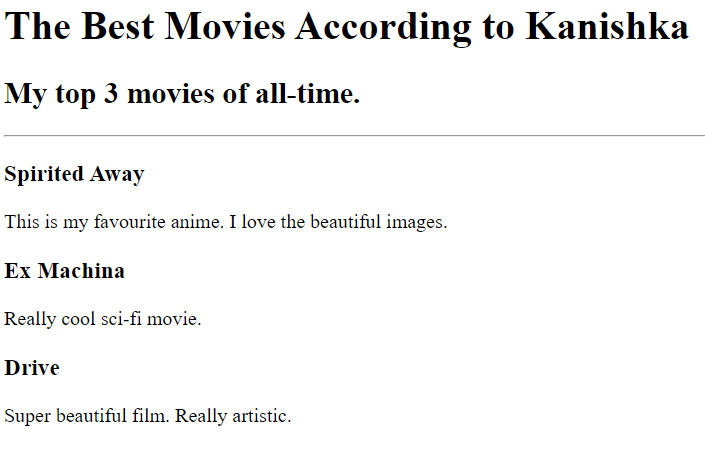 The Best Movies According to Kanishka
My top 3 movies of all-time.
Spirited Away
This is my favourite anime. I love the beautiful images.
Ex Machina
Really cool sci-fi movie.
Drive
Super beautiful film. Really artistic.